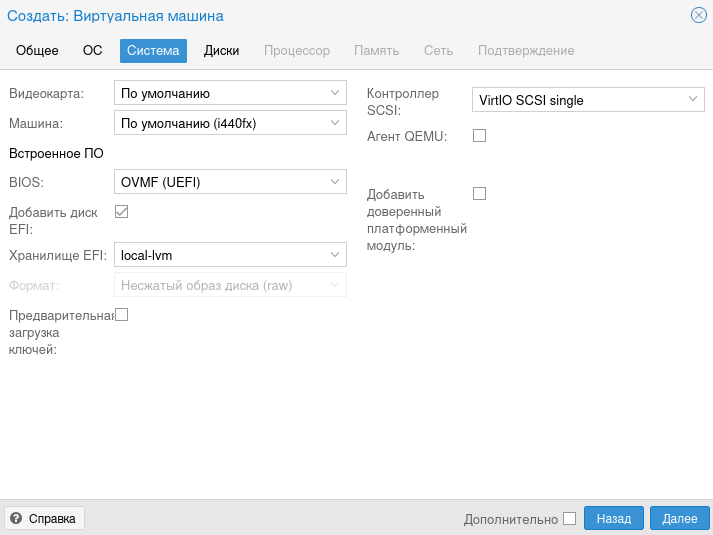 Создать: Виртуальная машина
Общее ОС Система Диски Процессор Память Сеть Подтверждение
Видеокарта: По умолчанию
Машина: По умолчанию (i440fx)
Встроенное ПО
BIOS: OVMF (UEFI)
Добавить диск
EFI:
Хранилище EFI: local-lvm
Формат: Несжатый образ диска (raw)
Предварительная
загрузка
ключей:
Контроллер
SCSI:
VirtIO SCSI single
Агент QEMU:
Добавить
доверенный
платформенный
модуль:
Справка Дополнительно Назад Далее